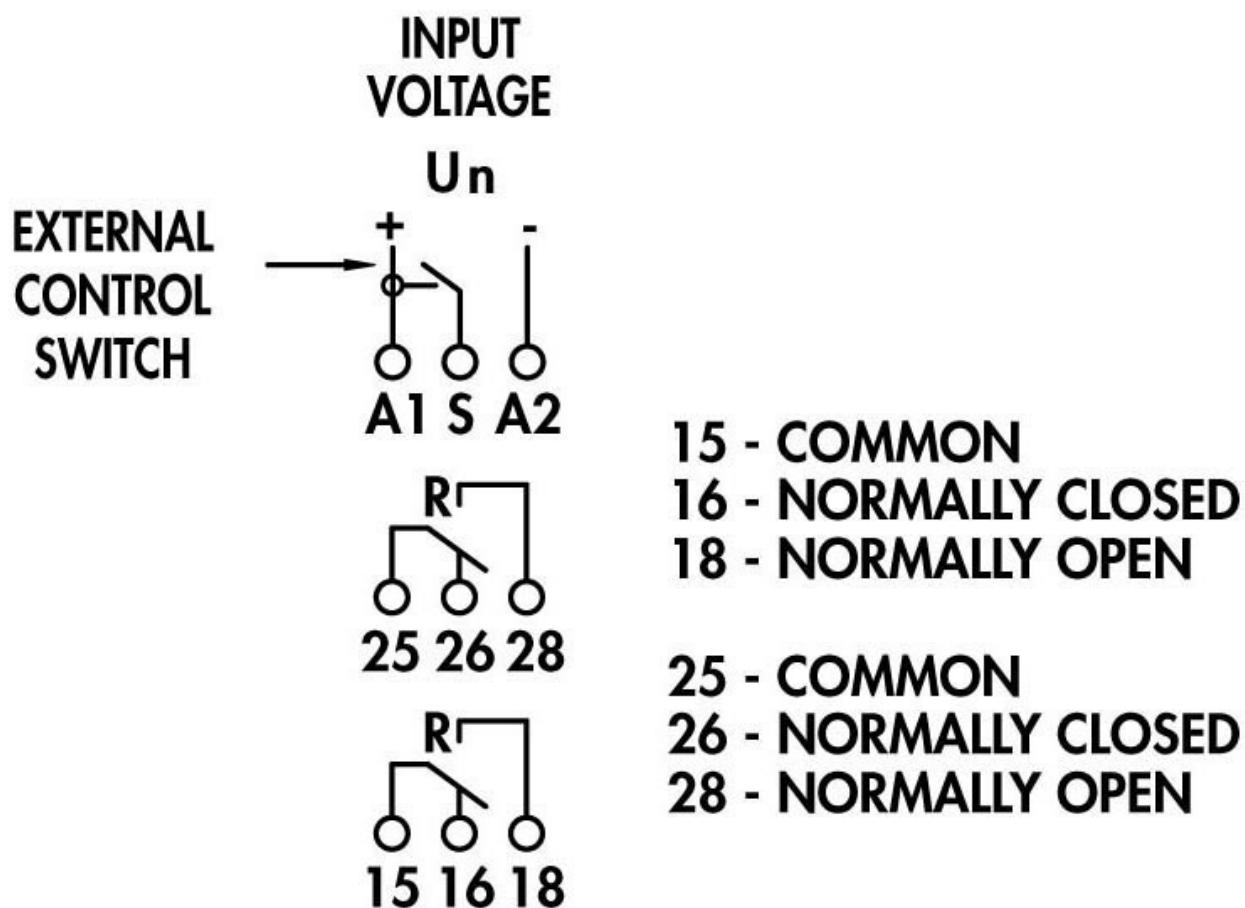 INPUT
VOLTAGE
Un
+ -
EXTERNAL
CONTROL
SWITCH
A1 S A2
R
25 26 28
R
15 16 18
15 - COMMON
16 - NORMALLY CLOSED
18 - NORMALLY OPEN
25 - COMMON
26 - NORMALLY CLOSED
28 - NORMALLY OPEN